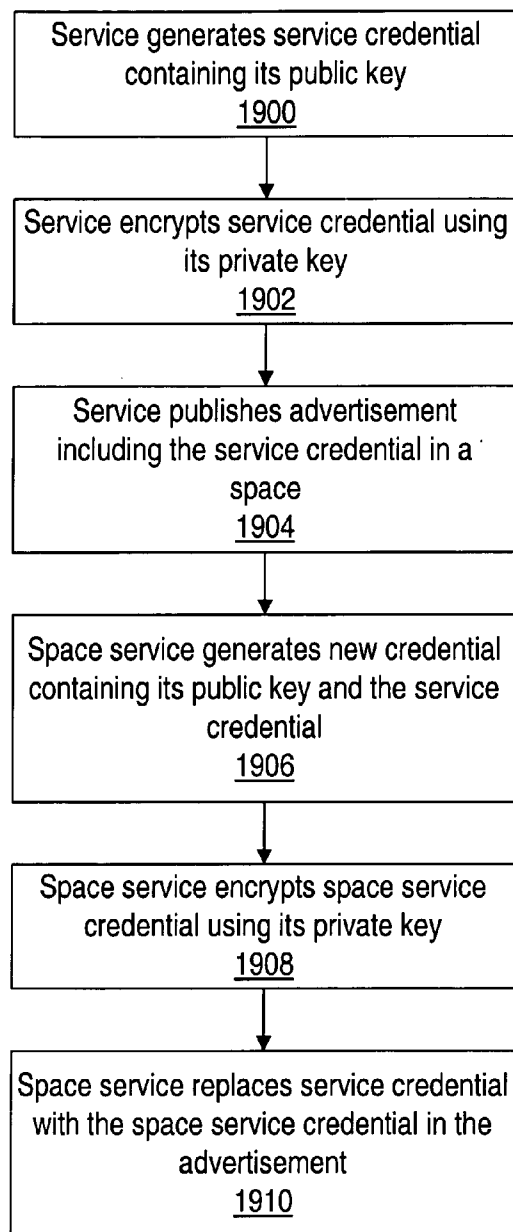 Service generates service credential
containing its public key
1900
Service encrypts service credential using
its private key
1902
Service publishes advertisement
including the service credential in a
space
1904
Space service generates new credential
containing its public key and the service
credential
1906
Space service encrypts space service
credential using its private key
1908
Space service replaces service credential
with the space service credential in the
advertisement
1910